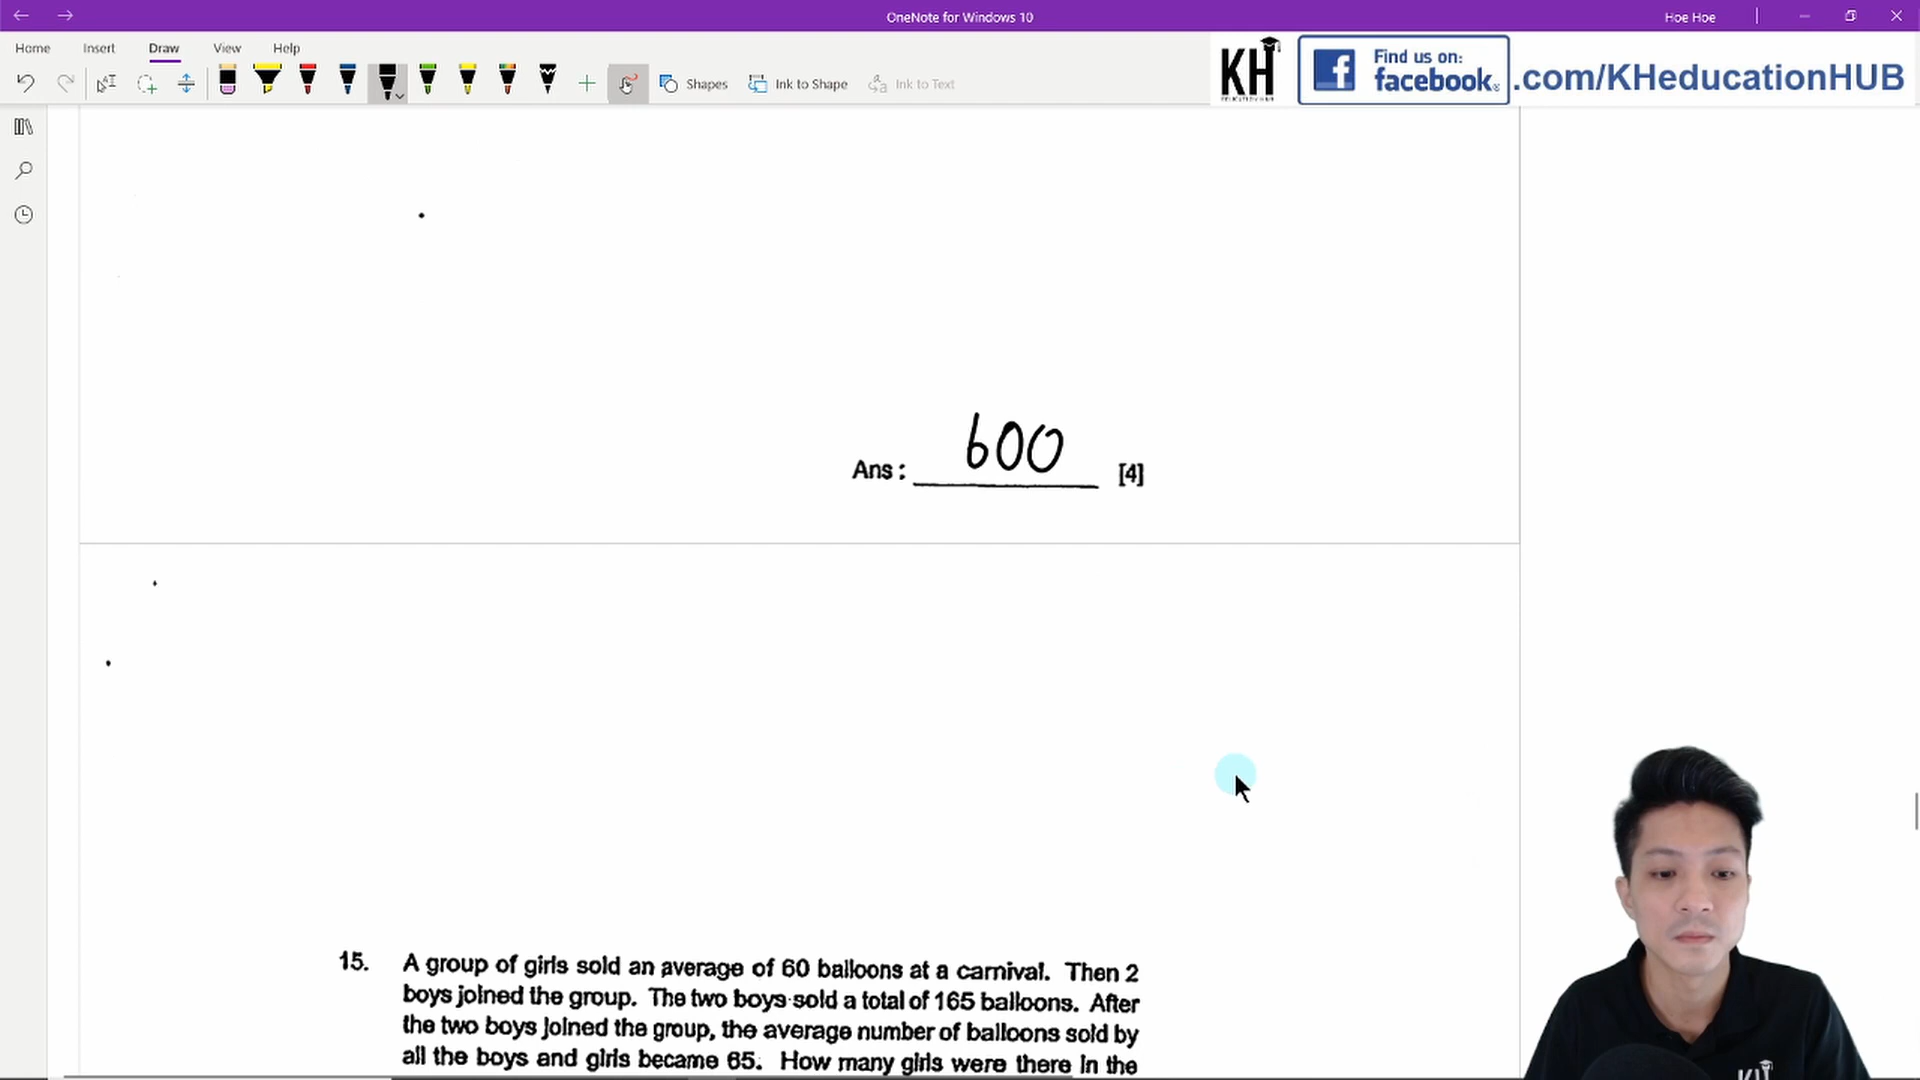 OneNote for Windows 10
Hoe Hoe
Home Insert Draw View Help
Shapes Ink to Shape Ink to Text
KH
EDUCATION HUB
Find us on:
facebook. .com/KHeducationHUB
600
Ans : [4]
15. A group of girls sold an average of 60 balloons at a carnival. Then 2
boys joined the group. The two boys sold a total of 165 balloons. After
the two boys joined the group, the average number of balloons sold by
all the boys and girls became 65. How many girls were there in the
KH